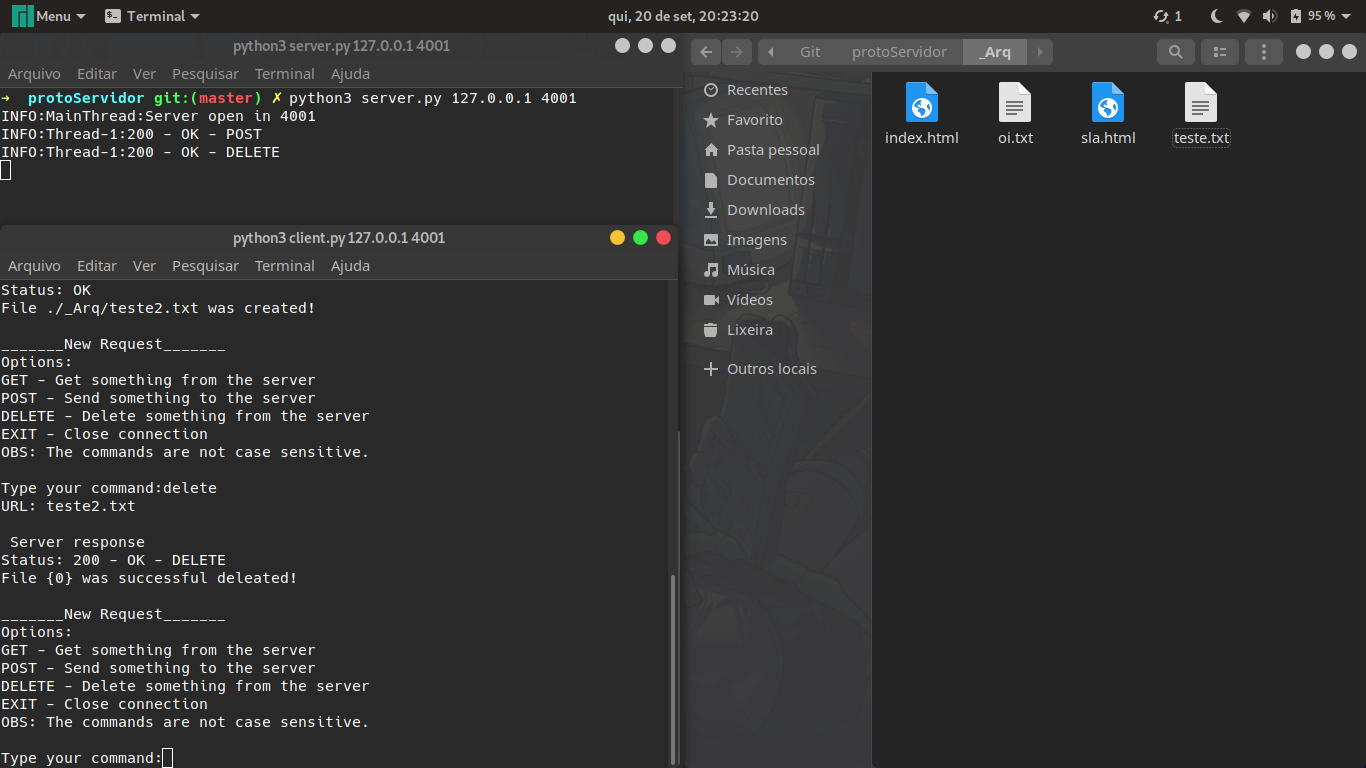 Menu Terminal qui, 20 de set, 20:23:20 1 95 %
python3 server.py 127.0.0.1 4001
Arquivo Editar Ver Pesquisar Terminal Ajuda
➜ protoServidor git:(master) ✗ python3 server.py 127.0.0.1 4001
INFO:MainThread:Server open in 4001
INFO:Thread-1:200 - OK - POST
INFO:Thread-1:200 - OK - DELETE
python3 client.py 127.0.0.1 4001
Arquivo Editar Ver Pesquisar Terminal Ajuda
Status: OK
File ./_Arq/teste2.txt was created!
_______New Request_______
Options:
GET - Get something from the server
POST - Send something to the server
DELETE - Delete something from the server
EXIT - Close connection
OBS: The commands are not case sensitive.
Type your command:delete
URL: teste2.txt
Server response
Status: 200 - OK - DELETE
File {0} was successful deleated!
_______New Request_______
Options:
GET - Get something from the server
POST - Send something to the server
DELETE - Delete something from the server
EXIT - Close connection
OBS: The commands are not case sensitive.
Type your command:
Git protoServidor _Arq
Recentes
Favorito
Pasta pessoal
Documentos
Downloads
Imagens
Música
Vídeos
Lixeira
Outros locais
index.html oi.txt sla.html teste.txt